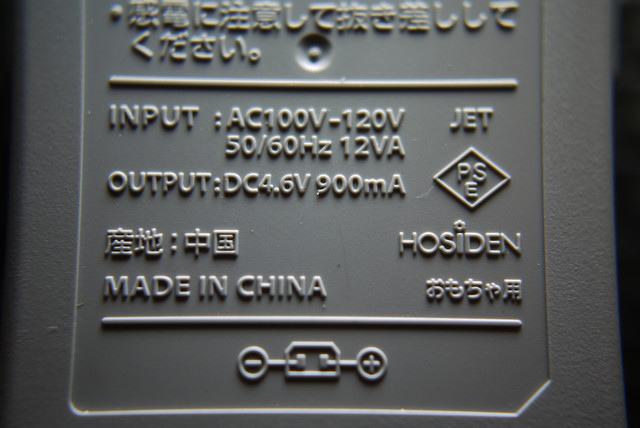 ・感電に注意して抜き差しして
ください。
INPUT :AC100V-120V
50/60Hz 12VA
OUTPUT:DC4.6V 900mA
JET
PS
E
産地:中国
HOSIDEN
MADE IN CHINA
おもちゃ用
- +